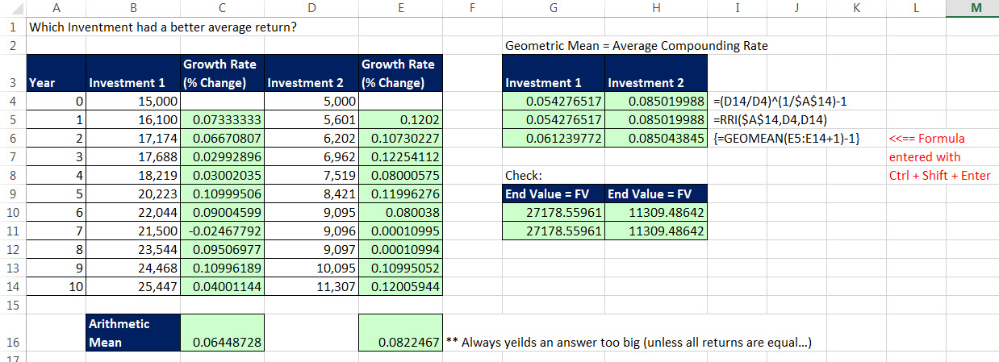 A B C D E F G H I J K L M
1 Which Inventment had a better average return?
2 Geometric Mean = Average Compounding Rate
Growth Rate Growth Rate
3 Year Investment 1 (% Change) Investment 2 (% Change) Investment 1 Investment 2
4 0 15,000 5,000 0.054276517 0.085019988 =(D14/D4)^(1/$A$14)-1
5 1 16,100 0.07333333 5,601 0.1202 0.054276517 0.085019988 =RRI($A$14,D4,D14)
6 2 17,174 0.06670807 6,202 0.10730227 0.061239772 0.085043845 {=GEOMEAN(E5:E14+1)-1} <<== Formula
7 3 17,688 0.02992896 6,962 0.12254112 entered with
8 4 18,219 0.03002035 7,519 0.08000575 Check: Ctrl + Shift + Enter
9 5 20,223 0.10999506 8,421 0.11996276 End Value = FV End Value = FV
10 6 22,044 0.09004599 9,095 0.080038 27178.55961 11309.48642
11 7 21,500 -0.02467792 9,096 0.00010995 27178.55961 11309.48642
12 8 23,544 0.09506977 9,097 0.00010994
13 9 24,468 0.10996189 10,095 0.10995052
14 10 25,447 0.04001144 11,307 0.12005944
15
Arithmetic
16 Mean 0.06448728 0.0822467 ** Always yeilds an answer too big (unless all returns are equal...)
17